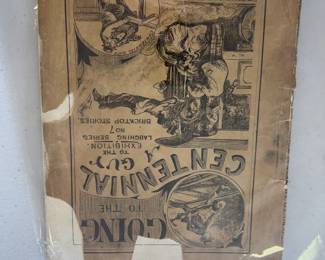 GOING
TO THE
CENTENNIAL
A GUY
TO THE
EXHIBITION.
LAUGHING SERIES
NO 7
BRICKTOP STORIES.